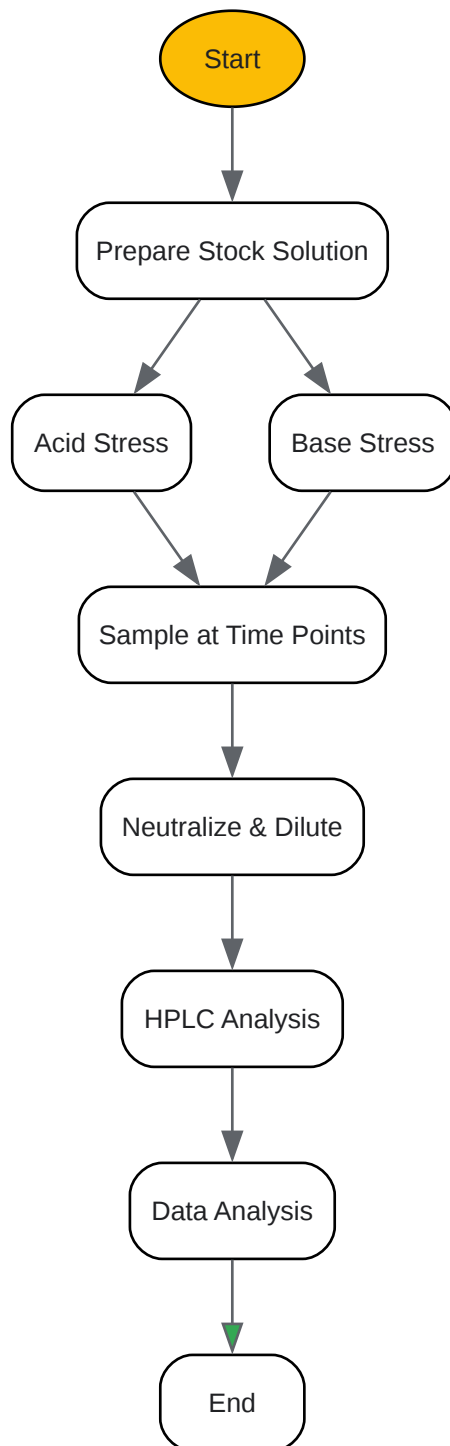 Start
Prepare Stock Solution
Acid Stress
Base Stress
Sample at Time Points
Neutralize & Dilute
HPLC Analysis
Data Analysis
End